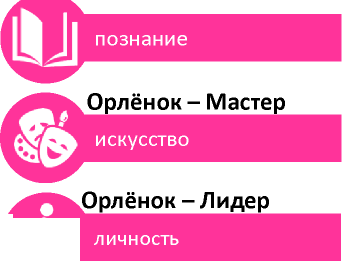 познание
Орлёнок – Мастер
искусство
Орлёнок – Лидер
личность